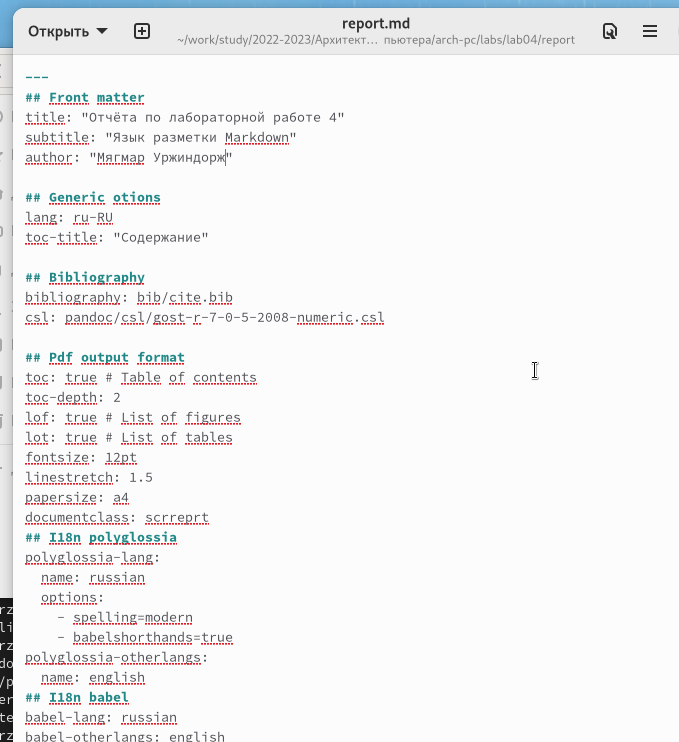 Открыть
report.md
~/work/study/2022-2023/Архитект… пьютера/arch-pc/labs/lab04/report
---
## Front matter
title: "Отчёта по лабораторной работе 4"
subtitle: "Язык разметки Markdown"
author: "Мягмар Уржиндорж"
## Generic otions
lang: ru-RU
toc-title: "Содержание"
## Bibliography
bibliography: bib/cite.bib
csl: pandoc/csl/gost-r-7-0-5-2008-numeric.csl
## Pdf output format
toc: true # Table of contents
toc-depth: 2
lof: true # List of figures
lot: true # List of tables
fontsize: 12pt
linestretch: 1.5
papersize: a4
documentclass: scrreprt
## I18n polyglossia
polyglossia-lang:
  name: russian
  options:
    - spelling=modern
    - babelshorthands=true
polyglossia-otherlangs:
  name: english
## I18n babel
babel-lang: russian
babel-otherlangs: english